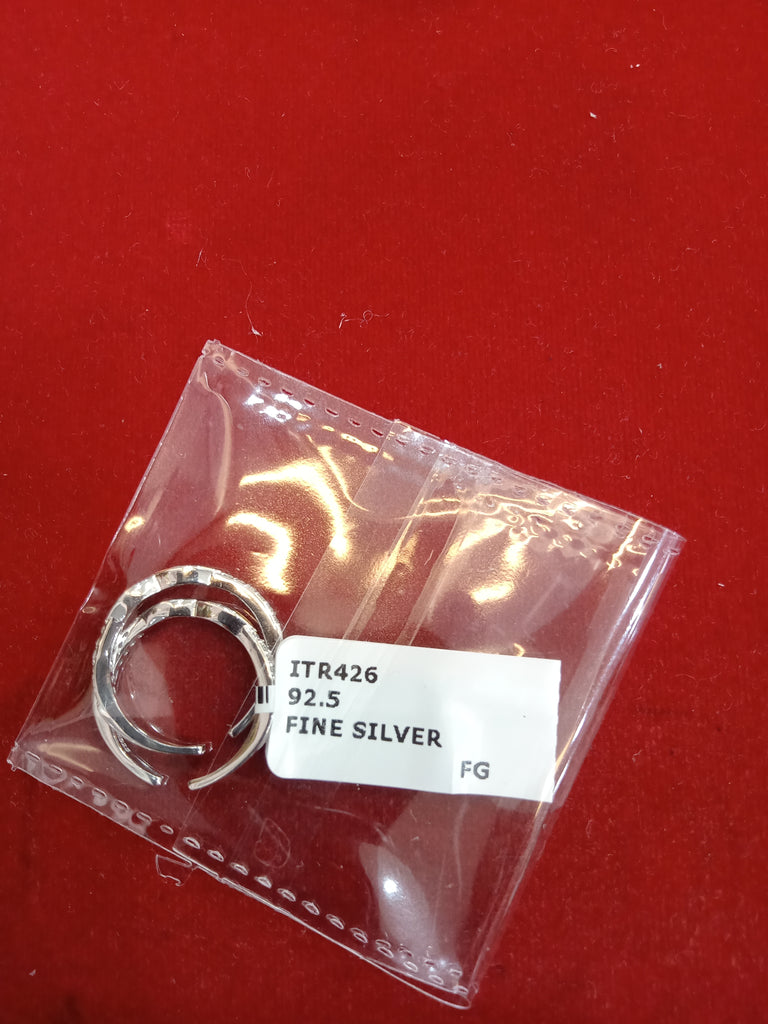 ITR426
92.5
FINE SILVER
FG